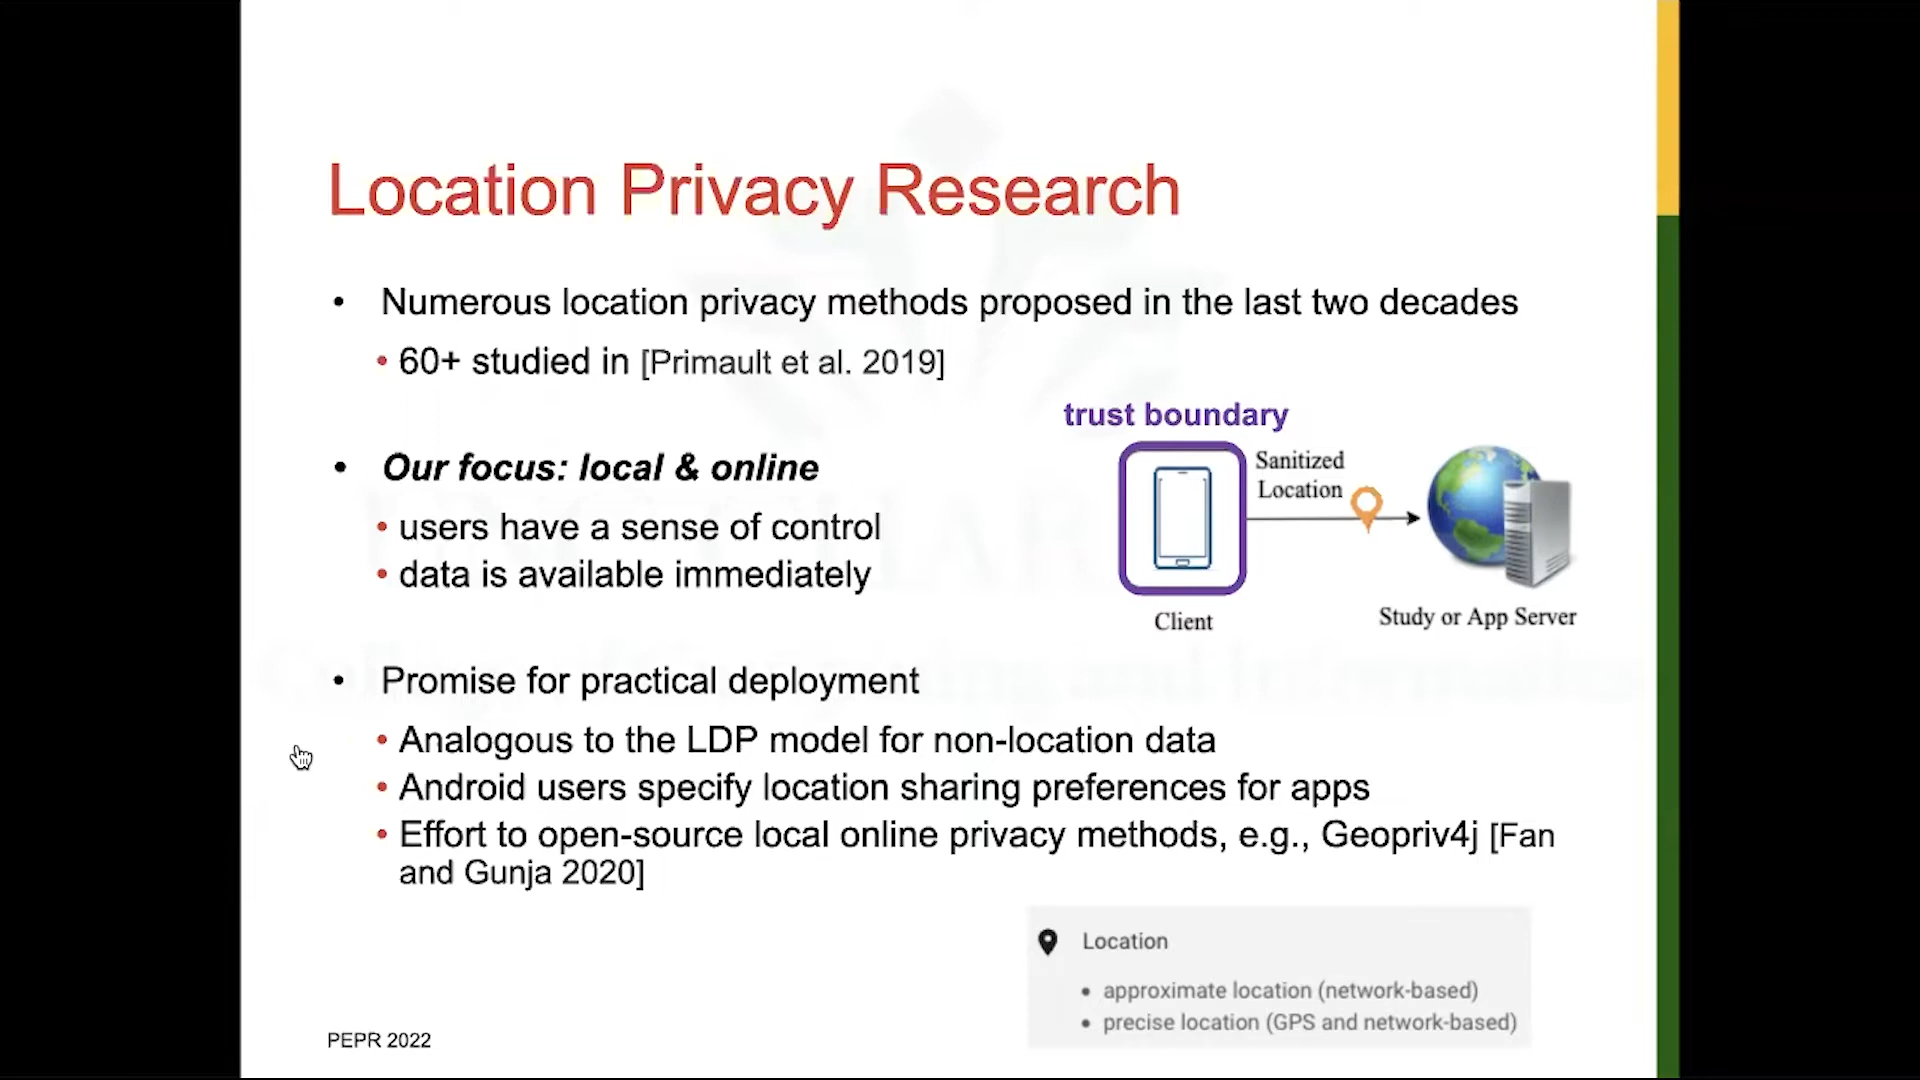 Location Privacy Research
• Numerous location privacy methods proposed in the last two decades
• 60+ studied in [Primault et al. 2019]
• Our focus: local & online
• users have a sense of control
• data is available immediately
trust boundary
Sanitized
Location
Client
Study or App Server
• Promise for practical deployment
• Analogous to the LDP model for non-location data
• Android users specify location sharing preferences for apps
• Effort to open-source local online privacy methods, e.g., Geopriv4j [Fan
and Gunja 2020]
Location
• approximate location (network-based)
• precise location (GPS and network-based)
PEPR 2022